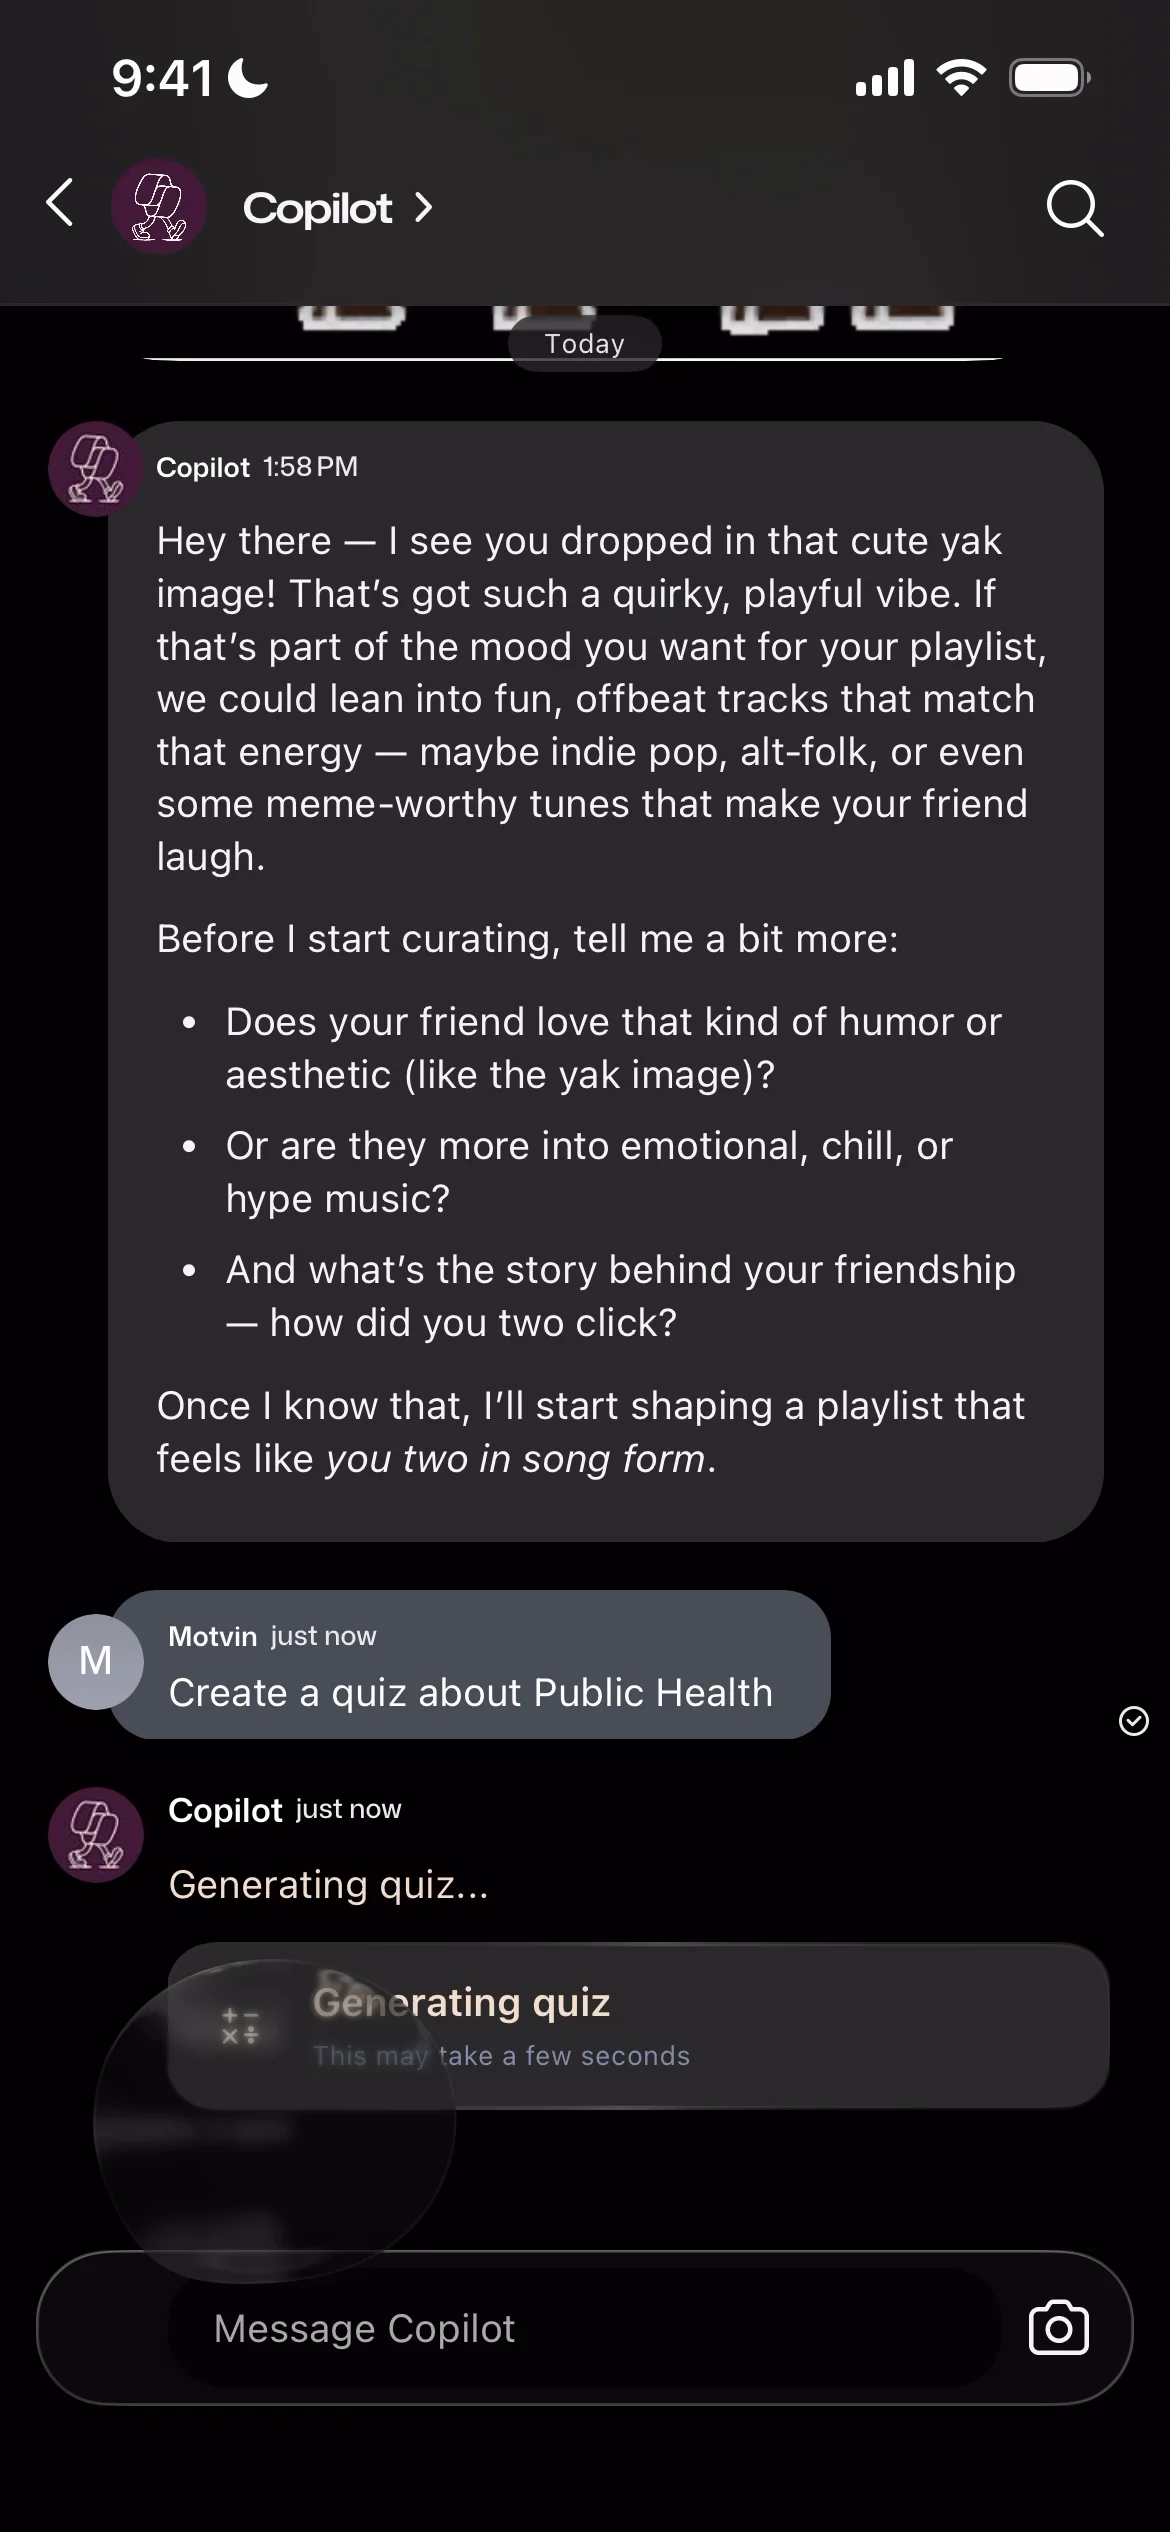 9:41
Copilot
Today
Copilot 1:58 PM
Hey there — I see you dropped in that cute yak
image! That’s got such a quirky, playful vibe. If
that’s part of the mood you want for your playlist,
we could lean into fun, offbeat tracks that match
that energy — maybe indie pop, alt-folk, or even
some meme-worthy tunes that make your friend
laugh.
Before I start curating, tell me a bit more:
• Does your friend love that kind of humor or
aesthetic (like the yak image)?
• Or are they more into emotional, chill, or
hype music?
• And what’s the story behind your friendship
— how did you two click?
Once I know that, I’ll start shaping a playlist that
feels like you two in song form.
M
Motvin just now
Create a quiz about Public Health
Copilot just now
Generating quiz...
Generating quiz
This may take a few seconds
Message Copilot